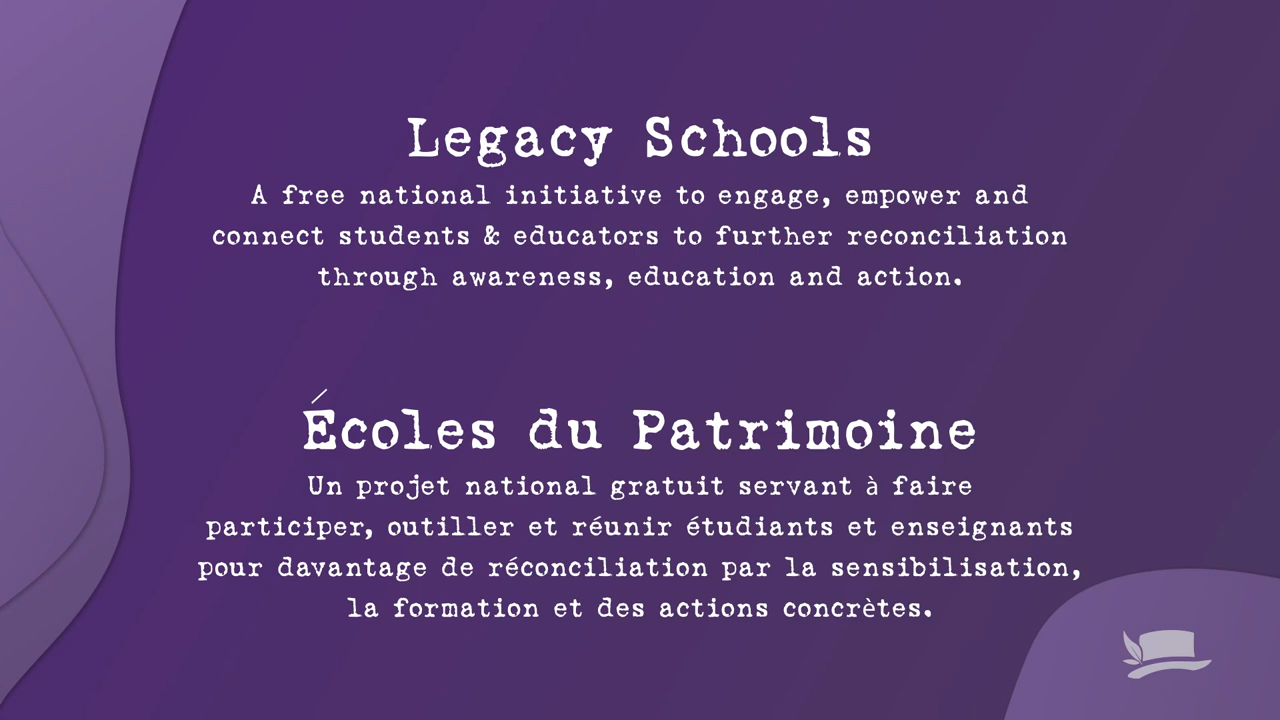 Legacy Schools
A free national initiative to engage, empower and
connect students & educators to further reconciliation
through awareness, education and action.
Écoles du Patrimoine
Un projet national gratuit servant à faire
participer, outiller et réunir étudiants et enseignants
pour davantage de réconciliation par la sensibilisation,
la formation et des actions concrètes.